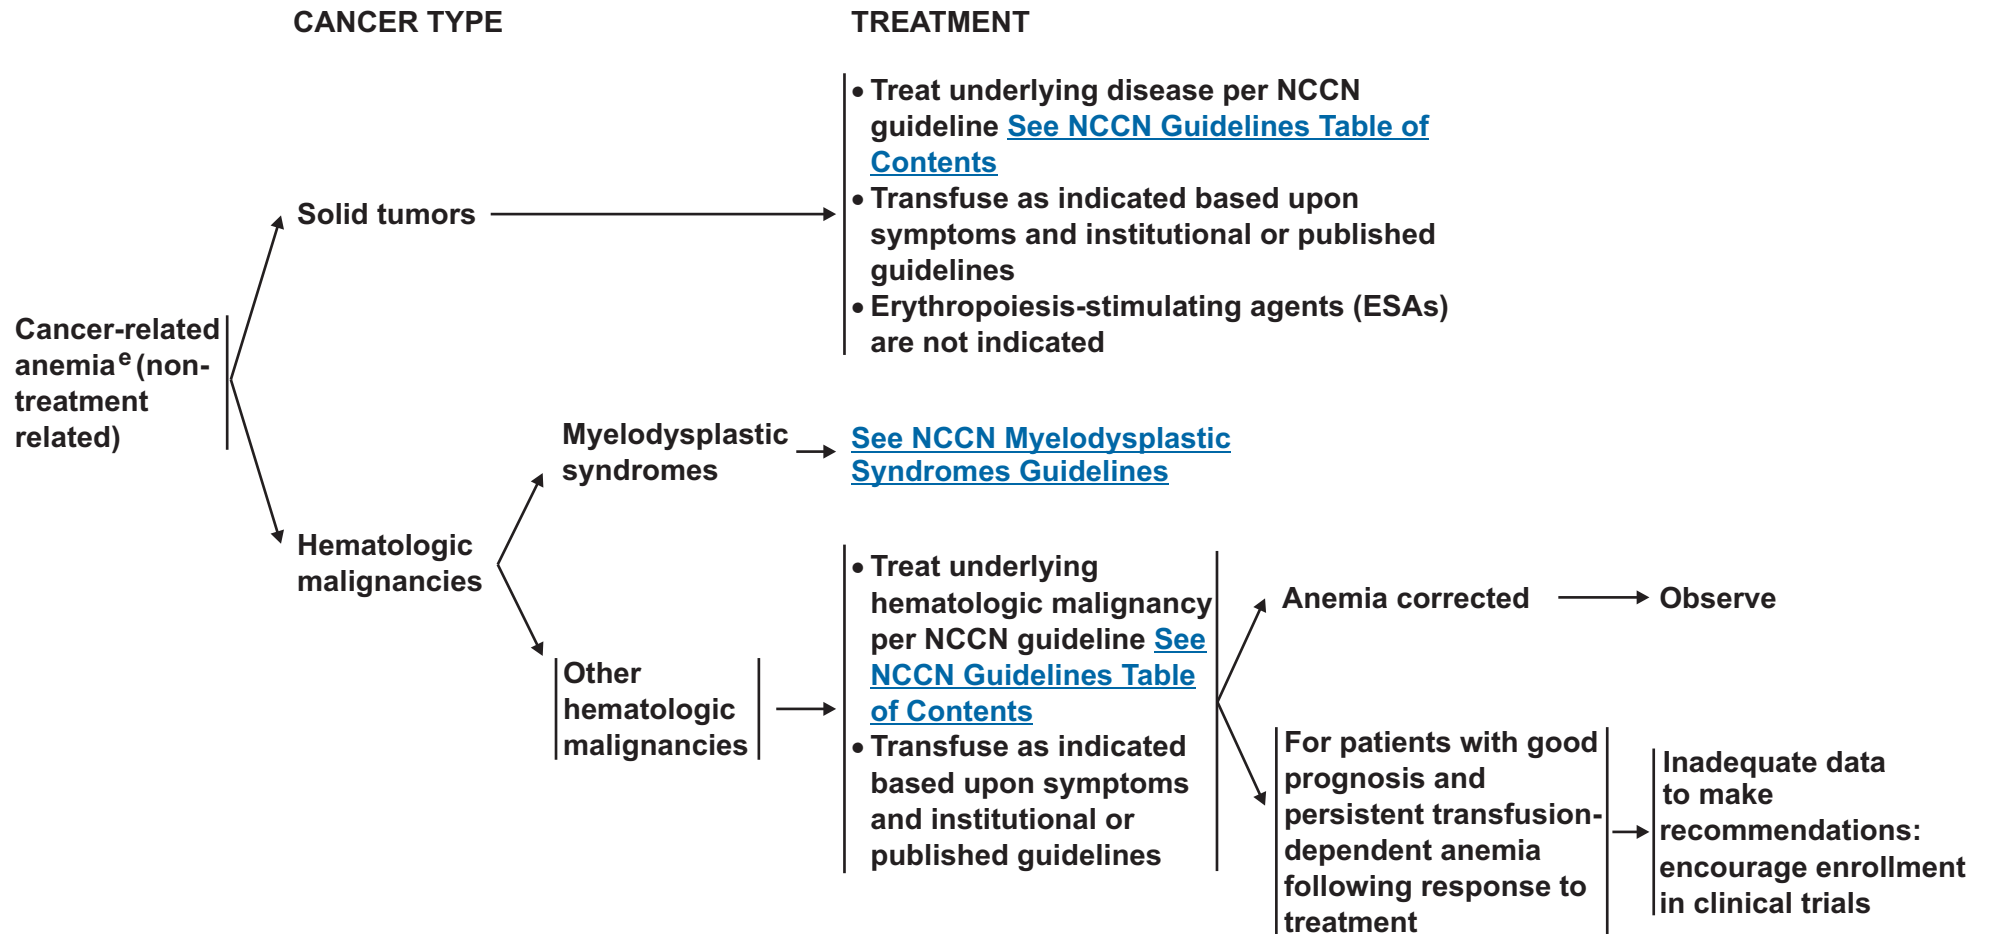 CANCER TYPE
TREATMENT
Cancer-related
anemiaᵉ (non-
treatment
related)
Solid tumors
• Treat underlying disease per NCCN
guideline See NCCN Guidelines Table of
Contents
• Transfuse as indicated based upon
symptoms and institutional or published
guidelines
• Erythropoiesis-stimulating agents (ESAs)
are not indicated
Hematologic
malignancies
Myelodysplastic
syndromes
See NCCN Myelodysplastic
Syndromes Guidelines
Other
hematologic
malignancies
• Treat underlying
hematologic malignancy
per NCCN guideline See
NCCN Guidelines Table
of Contents
• Transfuse as indicated
based upon symptoms
and institutional or
published guidelines
Anemia corrected
Observe
For patients with good
prognosis and
persistent transfusion-
dependent anemia
following response to
treatment
Inadequate data
to make
recommendations:
encourage enrollment
in clinical trials